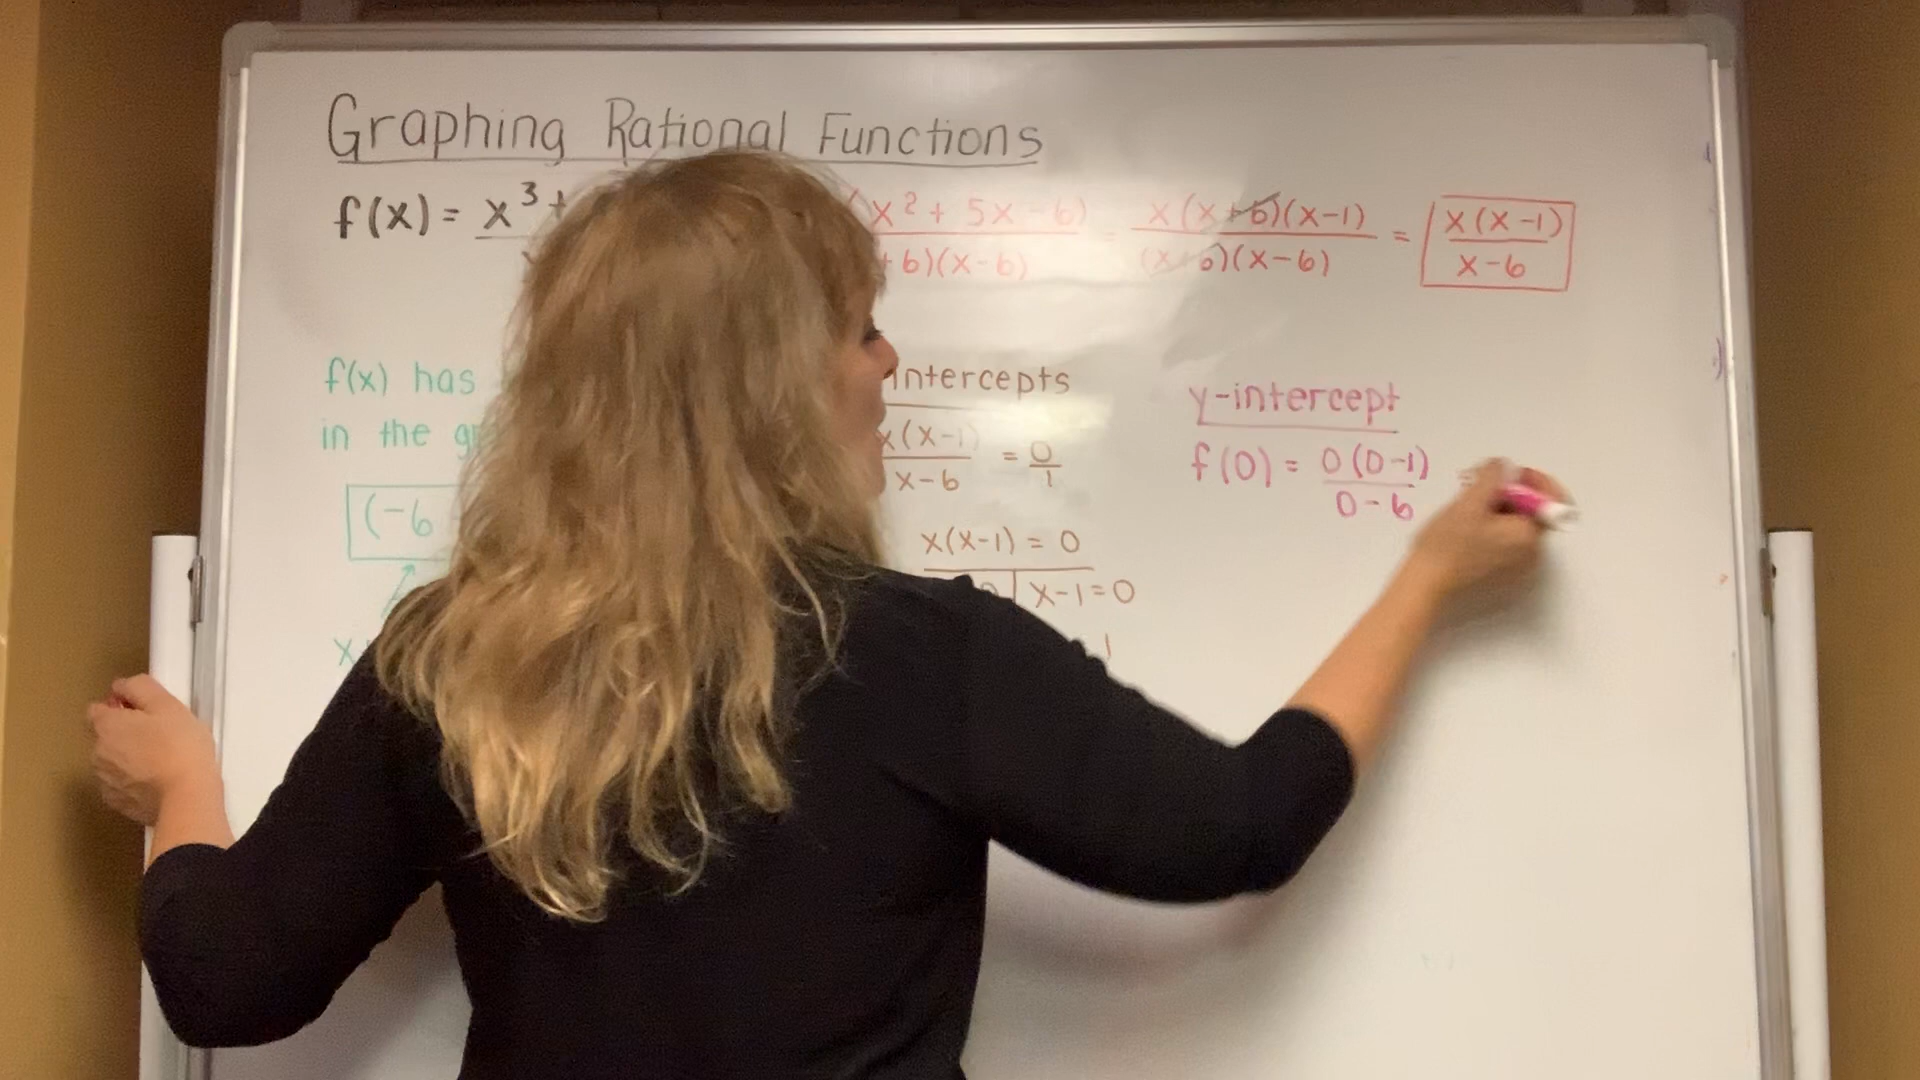 Graphing Rational Functions
f(x) = x³+
(x² + 5x - 6)
+6)(x-6)
= x(x+6)(x-1)
(x+6)(x-6)
= x(x-1)
x-6
f(x) has
in the
(-6
x
intercepts
x(x-1)
x-6
= 0
1
x(x-1) = 0
x-1=0
1
y-intercept
f(0) = 0(0-1)
0-6
=